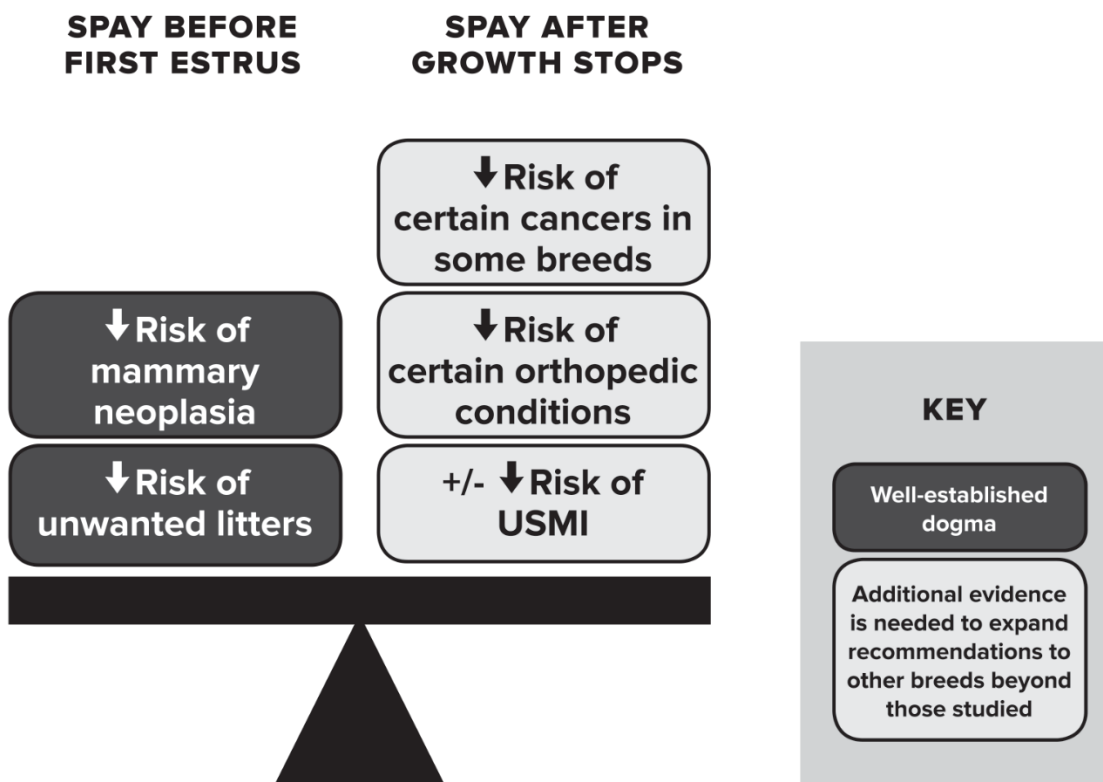 SPAY BEFORE
FIRST ESTRUS
SPAY AFTER
GROWTH STOPS
↓Risk of
mammary
neoplasia
↓Risk of
unwanted litters
↓Risk of
certain cancers in
some breeds
↓Risk of
certain orthopedic
conditions
+/- ↓Risk of
USMI
KEY
Well-established
dogma
Additional evidence
is needed to expand
recommendations to
other breeds beyond
those studied